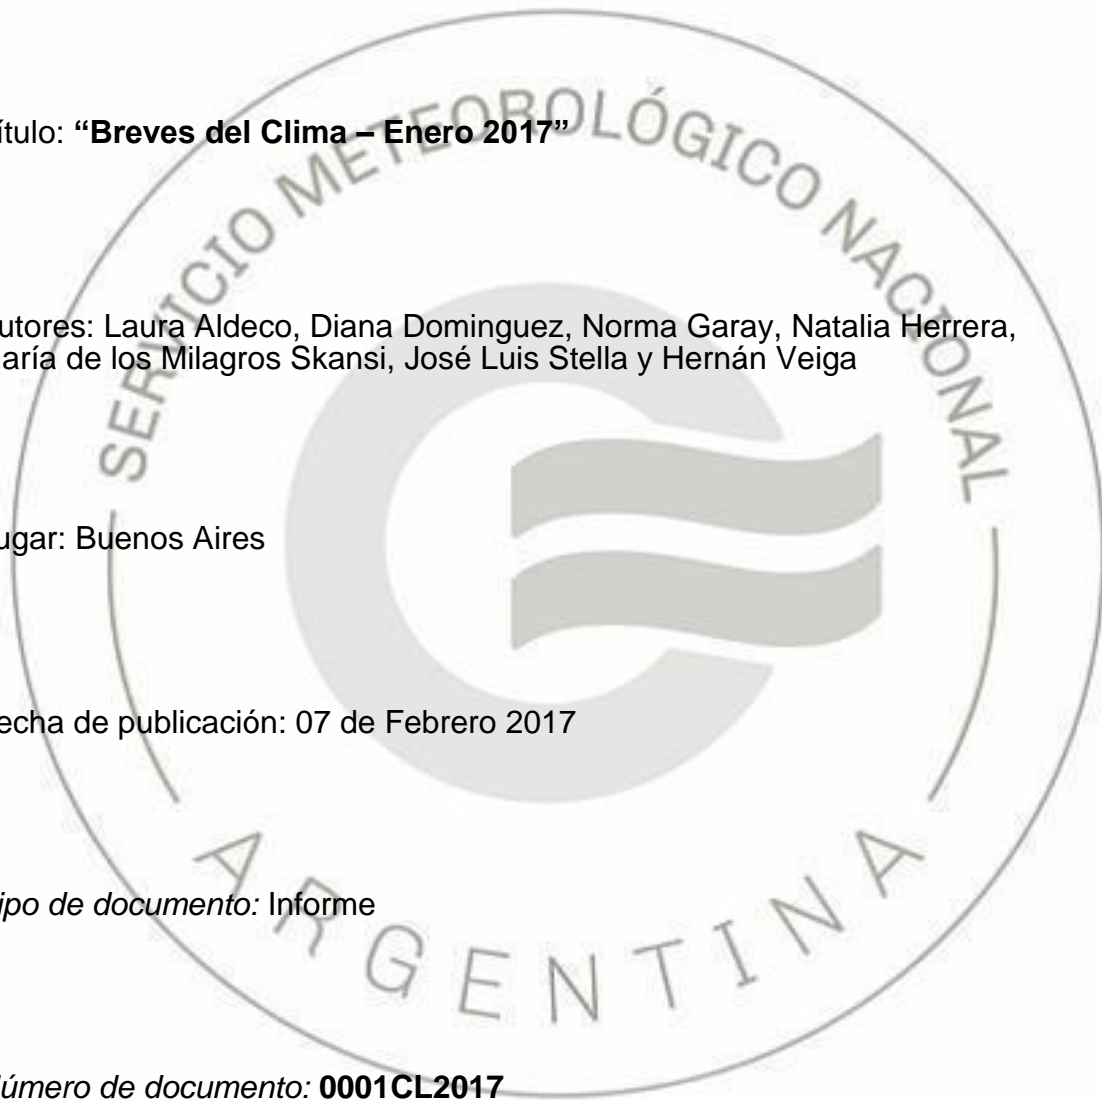 ítulo: “Breves del Clima – Enero 2017”
SERVICIO METEOROLÓGICO NACIONAL
utores: Laura Aldeco, Diana Dominguez, Norma Garay, Natalia Herrera,
aría de los Milagros Skansi, José Luis Stella y Hernán Veiga
ugar: Buenos Aires
echa de publicación: 07 de Febrero 2017
ipo de documento: Informe
ARGENTINA
úmero de documento: 0001CL2017